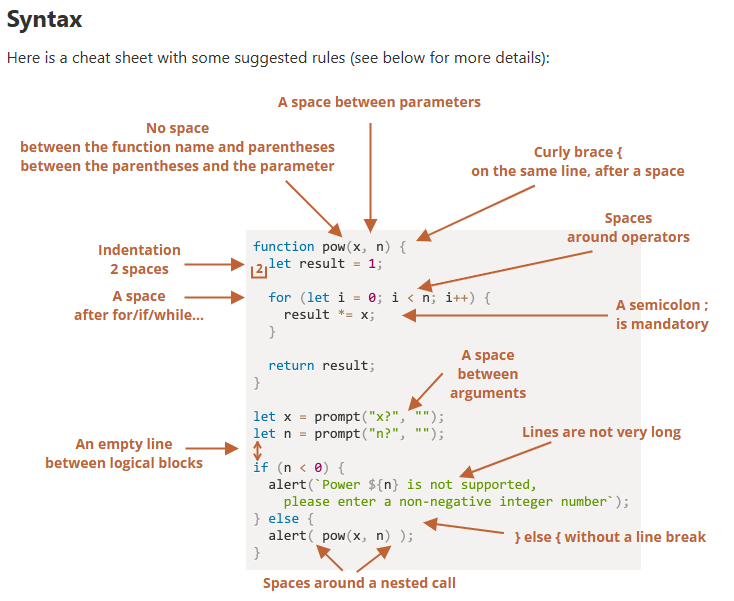 Syntax
Here is a cheat sheet with some suggested rules (see below for more details):
A space between parameters
No space
between the function name and parentheses
between the parentheses and the parameter
Curly brace {
on the same line, after a space
Spaces
around operators
Indentation
2 spaces
A space
after for/if/while...
A semicolon ;
is mandatory
A space
between
arguments
An empty line
between logical blocks
Lines are not very long
} else { without a line break
Spaces around a nested call
function pow(x, n) {
2
  let result = 1;
  for (let i = 0; i < n; i++) {
    result *= x;
  }
  return result;
}
let x = prompt("x?", "");
let n = prompt("n?", "");
if (n < 0) {
  alert(`Power ${n} is not supported,
    please enter a non-negative integer number`);
} else {
  alert( pow(x, n) );
}